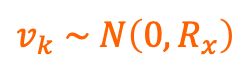 v_k ~ N(0, R_x)